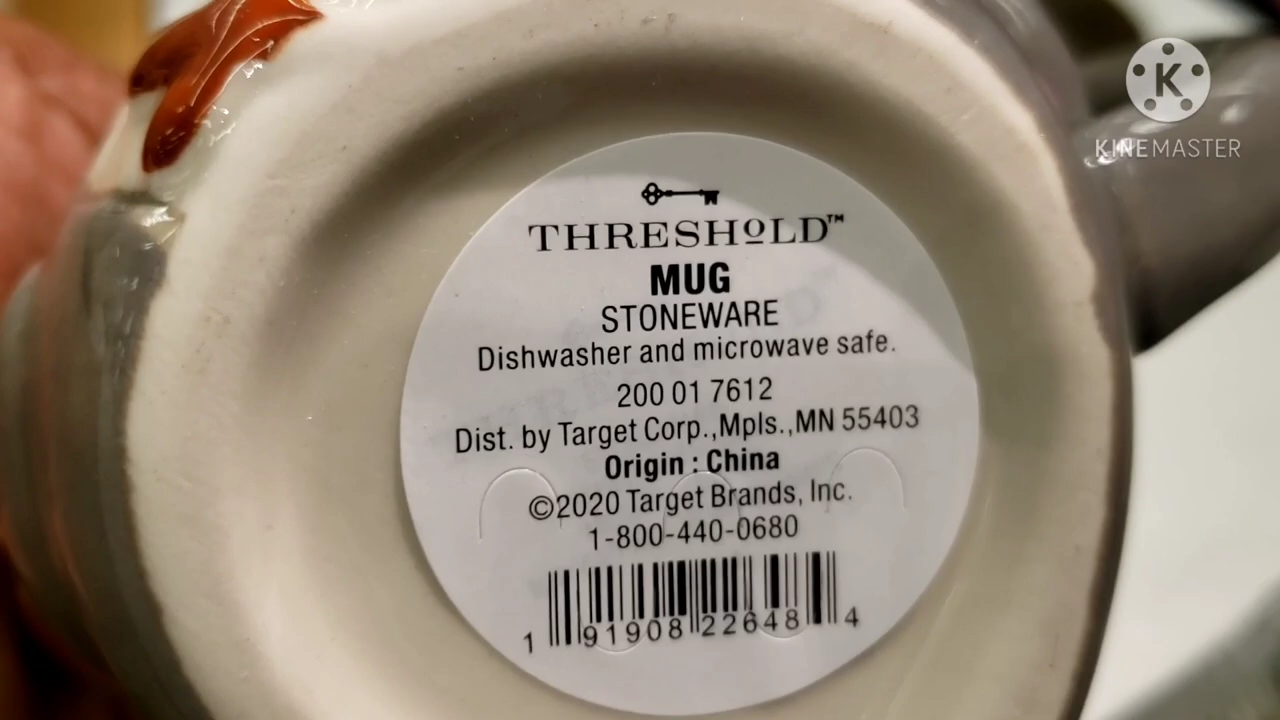 THRESHOLD™
MUG
STONEWARE
Dishwasher and microwave safe.
200 01 7612
Dist. by Target Corp.,Mpls.,MN 55403
Origin : China
©2020 Target Brands, Inc.
1-800-440-0680
1 91908 22648 4
K
KINEMASTER